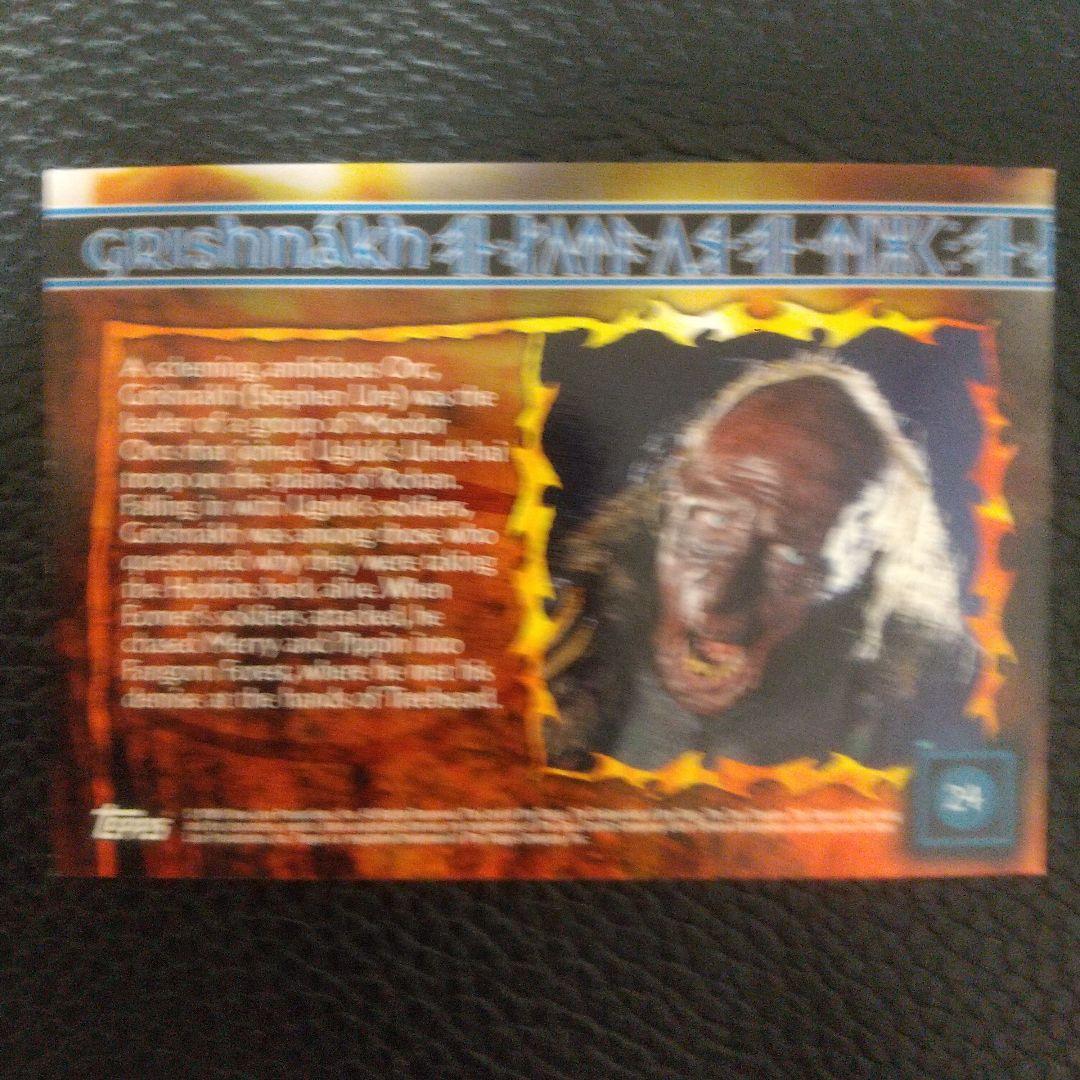 GRISHNÁKH
A scheming, ambitious Orc,
Grishnákh (Stephen Ure) was the
leader of a group of Mordor
Orcs that joined Uglúk's Uruk-hai
troop on the plains of Rohan.
Falling in with Uglúk's soldiers,
Grishnákh was among those who
questioned why they were taking
the Hobbits back alive. When
Éomer's soldiers attacked, he
chased Merry and Pippin into
Fangorn Forest, where he met his
demise at the hands of Treebeard.
Topps
24